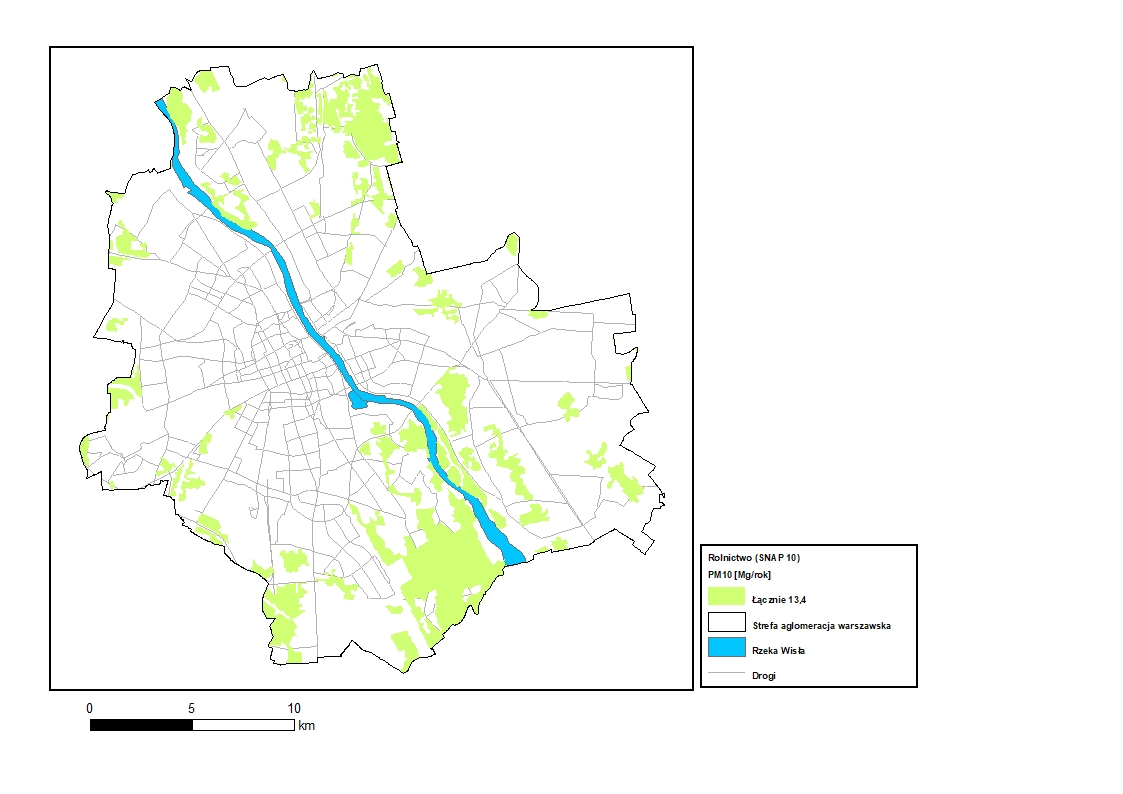 Rolnictwo (SNAP 10)
PM10 [Mg/rok]
Łącznie 13,4
Strefa aglomeracja warszawska
Rzeka Wisła
Drogi
0 5 10
km